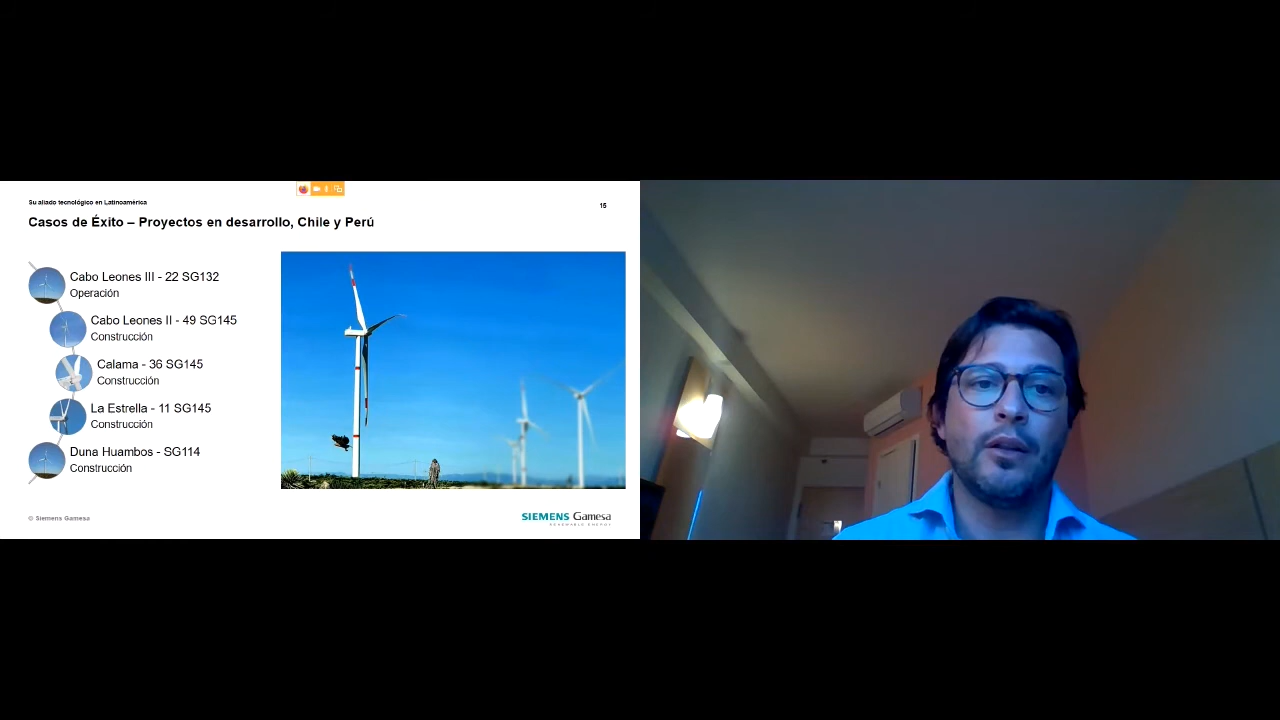 Su aliado tecnológico en Latinoamérica
15
Casos de Éxito – Proyectos en desarrollo, Chile y Perú
Cabo Leones III - 22 SG132
Operación
Cabo Leones II - 49 SG145
Construcción
Calama - 36 SG145
Construcción
La Estrella - 11 SG145
Construcción
Duna Huambos - SG114
Construcción
© Siemens Gamesa
SIEMENS Gamesa
RENEWABLE ENERGY